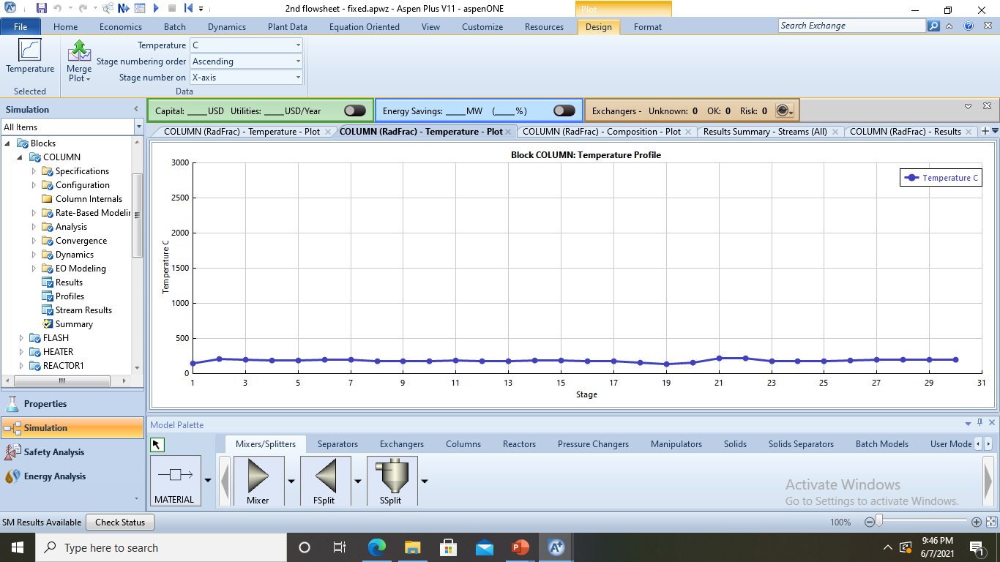 2nd flowsheet - fixed.apwz - Aspen Plus V11 - aspenONE
Plot
File Home Economics Batch Dynamics Plant Data Equation Oriented View Customize Resources Design Format Search Exchange
Temperature
Selected
Merge Plot
Temperature C
Stage numbering order Ascending
Stage number on X-axis
Data
Simulation
All Items
Capital: ____USD Utilities: ____USD/Year
Energy Savings: ____MW (____%)
Exchangers - Unknown: 0 OK: 0 Risk: 0
COLUMN (RadFrac) - Temperature - Plot
COLUMN (RadFrac) - Temperature - Plot
COLUMN (RadFrac) - Composition - Plot
Results Summary - Streams (All)
COLUMN (RadFrac) - Results
Blocks
COLUMN
Specifications
Configuration
Column Internals
Rate-Based Modelin
Analysis
Convergence
Dynamics
EO Modeling
Results
Profiles
Stream Results
Summary
FLASH
HEATER
REACTOR1
Properties
Simulation
Safety Analysis
Energy Analysis
Block COLUMN: Temperature Profile
Temperature C
Temperature C
3000
2500
2000
1500
1000
500
0
1 3 5 7 9 11 13 15 17 19 21 23 25 27 29 31
Stage
Model Palette
Mixers/Splitters Separators Exchangers Columns Reactors Pressure Changers Manipulators Solids Solids Separators Batch Models User Mode
MATERIAL
Mixer
FSplit
SSplit
Activate Windows
Go to Settings to activate Windows.
SM Results Available Check Status
100%
Type here to search
9:46 PM
6/7/2021
1